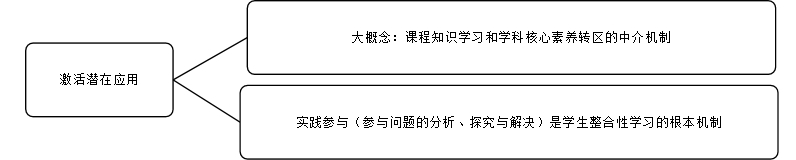 大概念：课程知识学习和学科核心素养转区的中介机制
激活潜在应用
实践参与（参与问题的分析、探究与解决）是学生整合性学习的根本机制